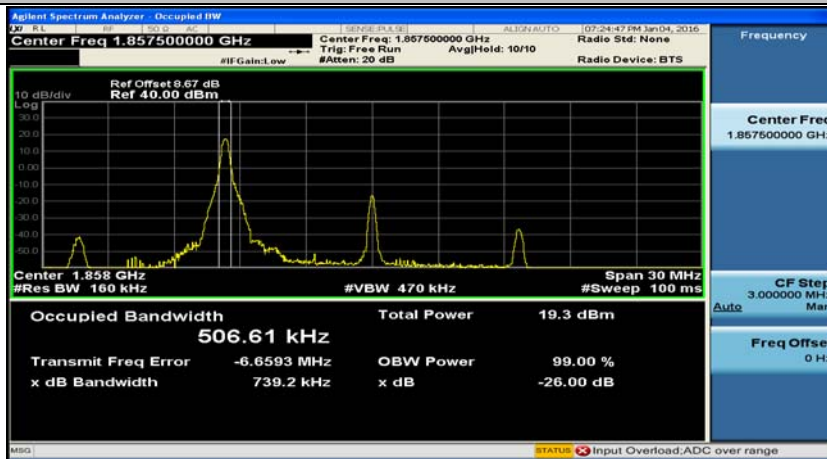 Agilent Spectrum Analyzer - Occupied BW
RL RF 50 Ω AC SENSE:PULSE ALIGN AUTO 07:24:47 PM Jan 04, 2016
Center Freq 1.857500000 GHz Center Freq: 1.857500000 GHz Radio Std: None
Trig: Free Run Avg|Hold: 10/10
#IFGain:Low #Atten: 20 dB Radio Device: BTS
Ref Offset 8.67 dB
10 dB/div Ref 40.00 dBm
Log
30.0
20.0
10.0
0.00
-10.0
-20.0
-30.0
-40.0
-50.0
Center 1.858 GHz Span 30 MHz
#Res BW 160 kHz #VBW 470 kHz #Sweep 100 ms
Occupied Bandwidth Total Power 19.3 dBm
506.61 kHz
Transmit Freq Error -6.6593 MHz OBW Power 99.00 %
x dB Bandwidth 739.2 kHz x dB -26.00 dB
MSG STATUS Input Overload;ADC over range
Frequency
Center Freq
1.857500000 GHz
CF Step
3.000000 MHz
Auto Man
Freq Offset
0 Hz